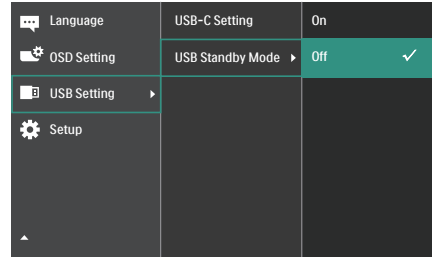 Language
OSD Setting
USB Setting
Setup
USB-C Setting
USB Standby Mode
On
Off